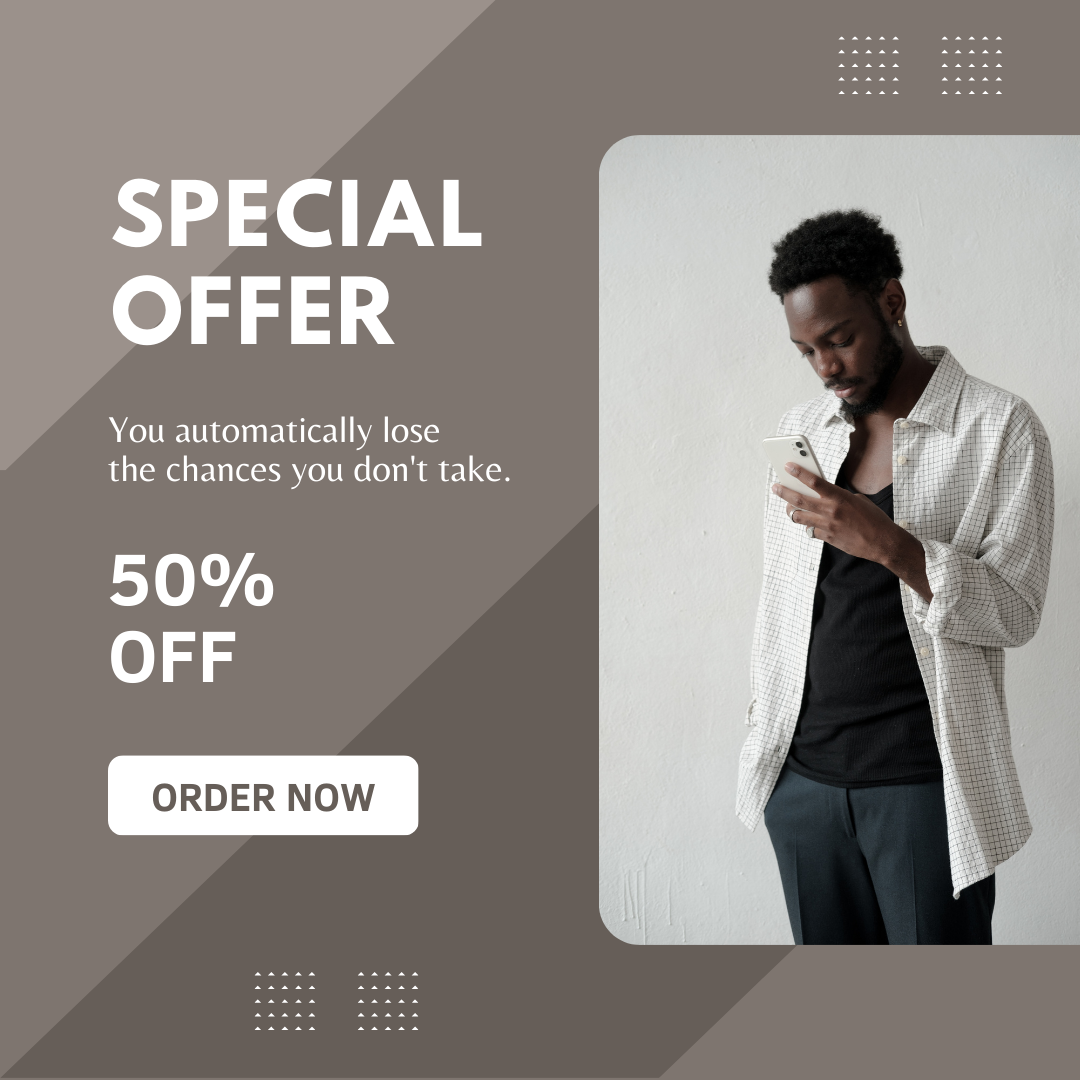 SPECIAL
OFFER
You automatically lose
the chances you don't take.
50%
OFF
ORDER NOW